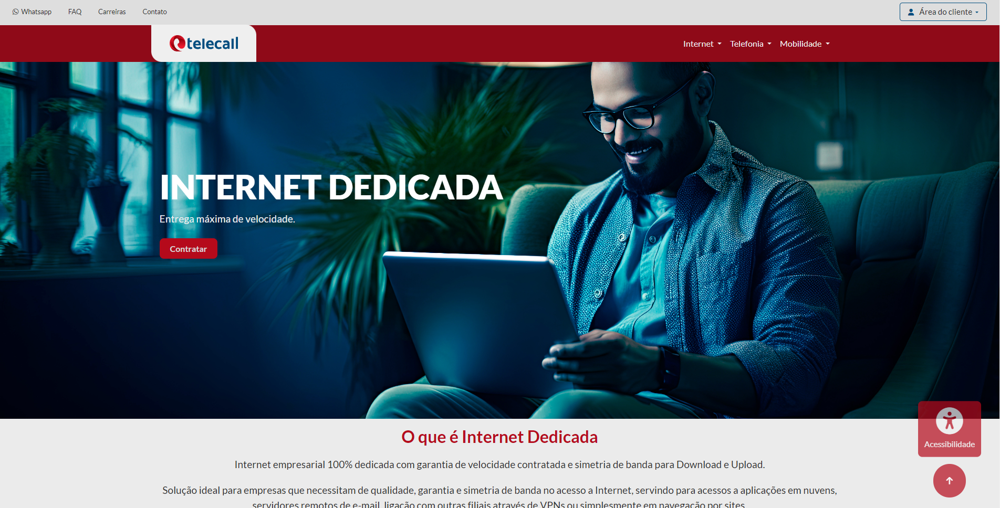 Whatsapp FAQ Carreiras Contato Área do cliente
telecall Internet Telefonia Mobilidade
INTERNET DEDICADA
Entrega máxima de velocidade.
Contratar
O que é Internet Dedicada
Acessibilidade
Internet empresarial 100% dedicada com garantia de velocidade contratada e simetria de banda para Download e Upload.
Solução ideal para empresas que necessitam de qualidade, garantia e simetria de banda no acesso a Internet, servindo para acessos a aplicações em nuvens,
servidores remotos de e-mail, ligação com outras filiais através de VPNs ou simplesmente em navegação por sites.